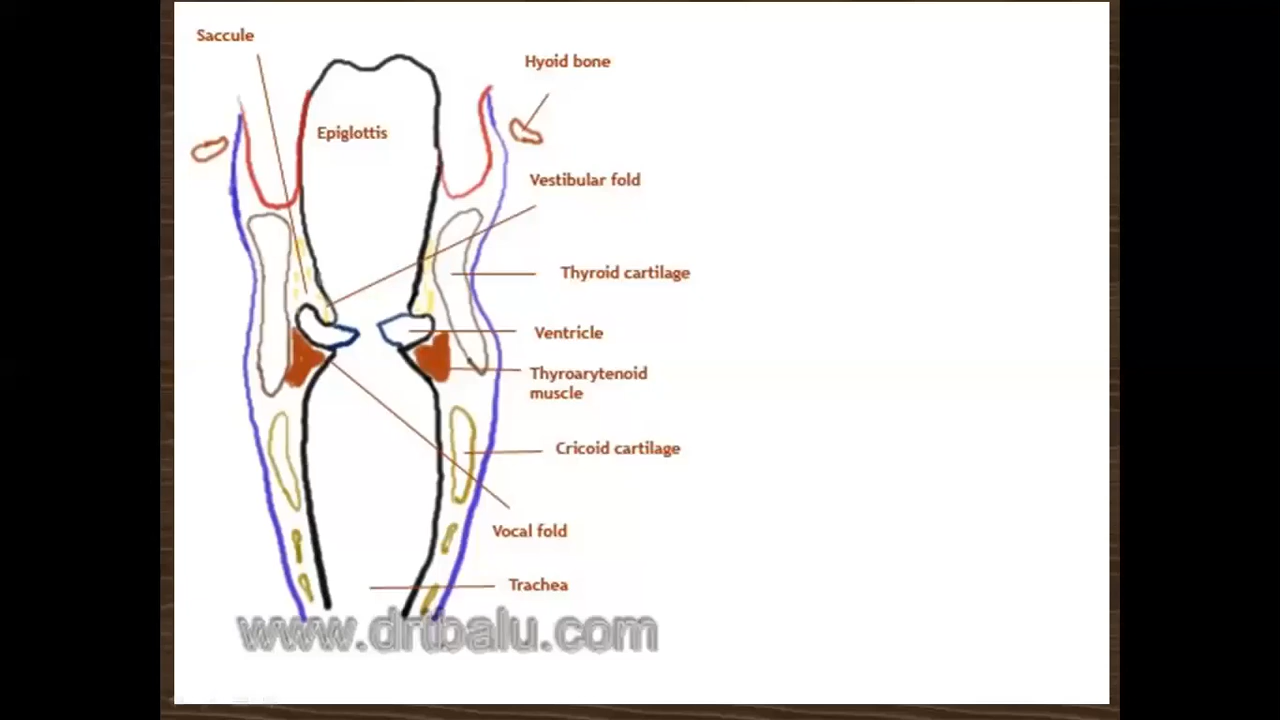 Saccule
Hyoid bone
Epiglottis
Vestibular fold
Thyroid cartilage
Ventricle
Thyroarytenoid
muscle
Cricoid cartilage
Vocal fold
Trachea
www.drtbalu.com